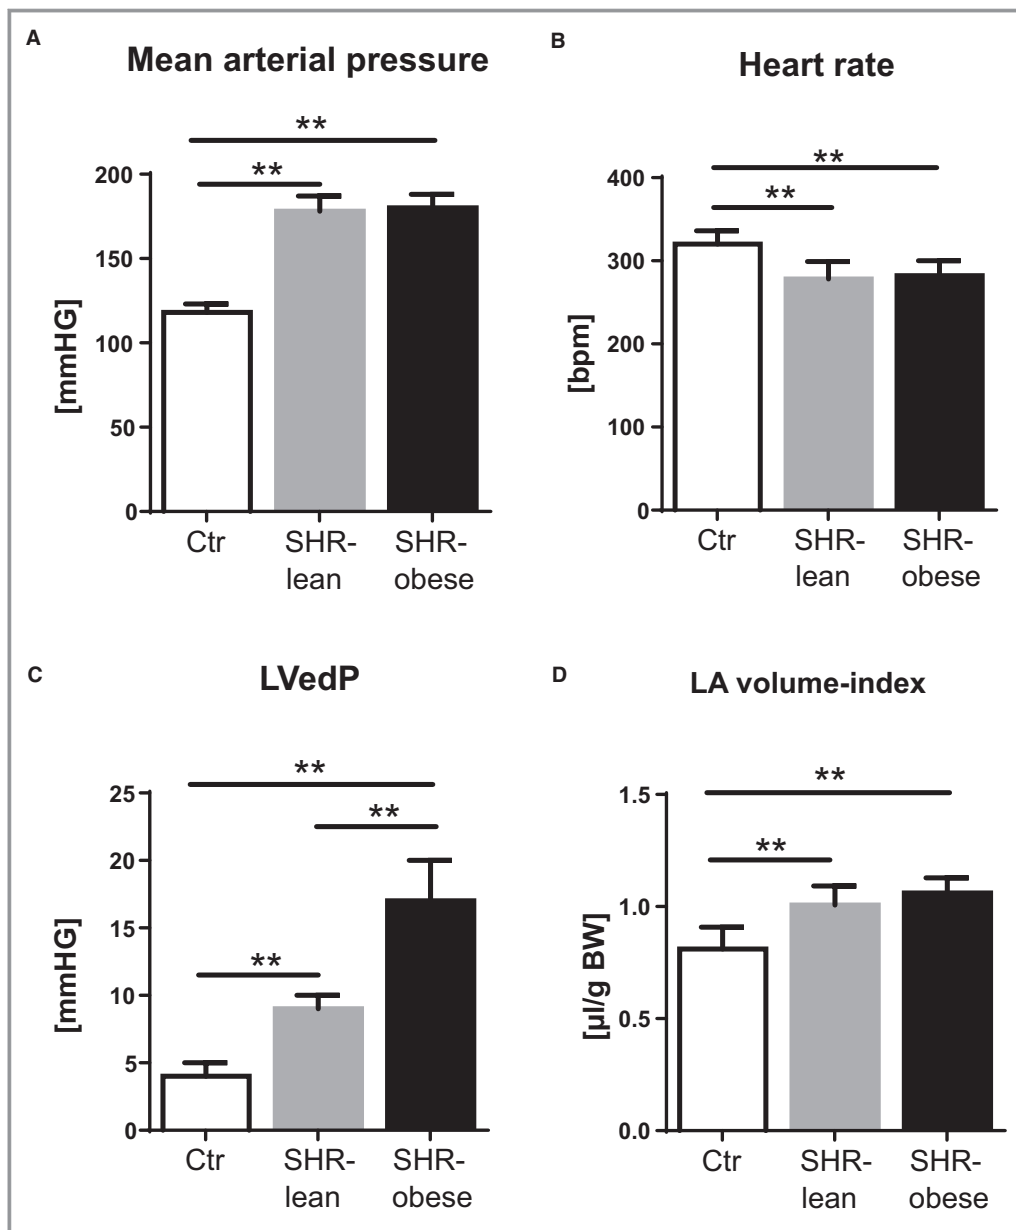 A
Mean arterial pressure
**
**
200
150
100
50
0
[mmHG]
Ctr
SHR-
lean
SHR-
obese
B
Heart rate
**
**
400
300
200
100
0
[bpm]
Ctr
SHR-
lean
SHR-
obese
C
LVedP
**
**
**
25
20
15
10
5
0
[mmHG]
Ctr
SHR-
lean
SHR-
obese
D
LA volume-index
**
**
1.5
1.0
0.5
0.0
[µl/g BW]
Ctr
SHR-
lean
SHR-
obese